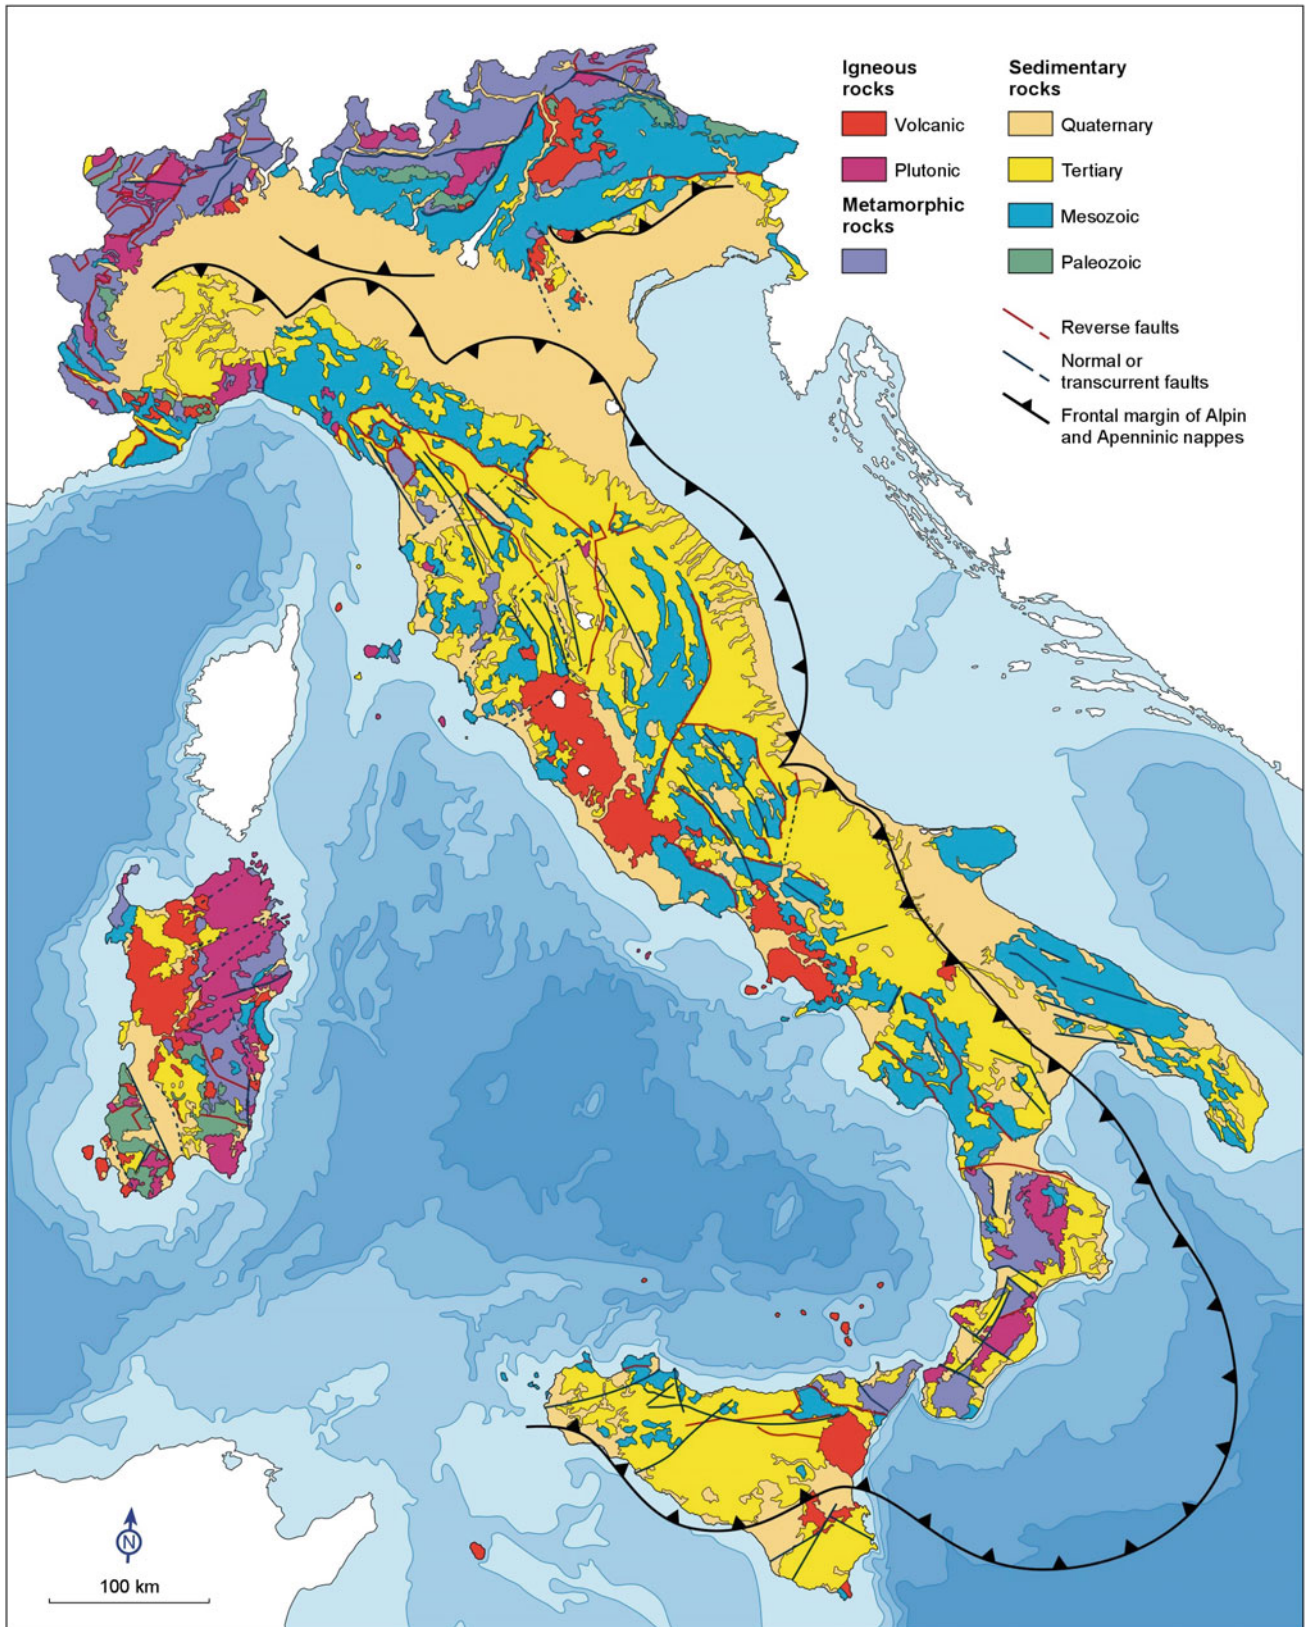 Igneous
rocks
Volcanic
Plutonic
Metamorphic
rocks
Sedimentary
rocks
Quaternary
Tertiary
Mesozoic
Paleozoic
Reverse faults
Normal or
transcurrent faults
Frontal margin of Alpin
and Apenninic nappes
N
100 km